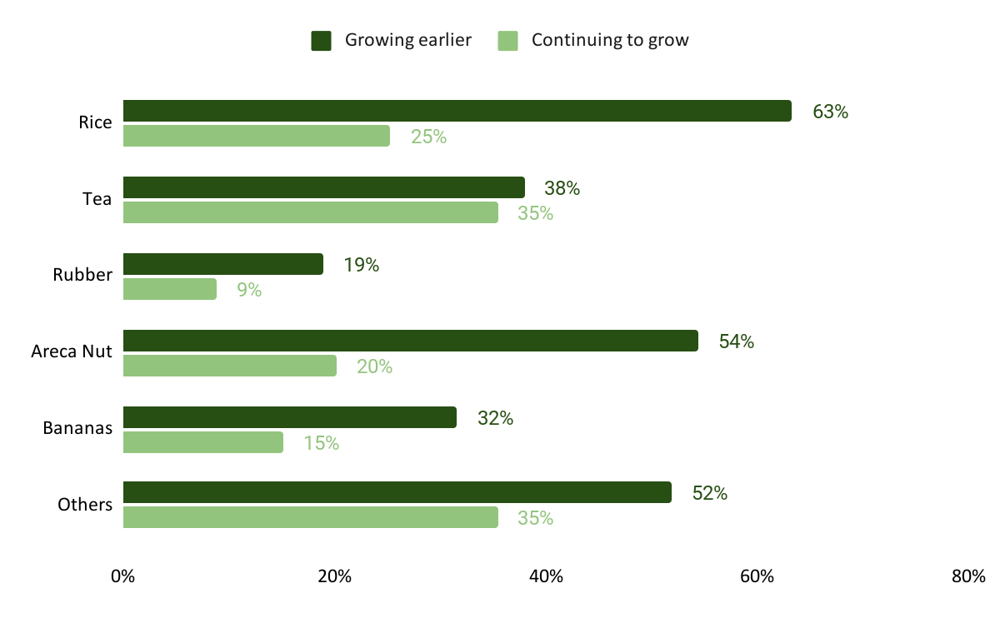 Growing earlier Continuing to grow
Rice
63%
25%
Tea
38%
35%
Rubber
19%
9%
Areca Nut
54%
20%
Bananas
32%
15%
Others
52%
35%
0% 20% 40% 60% 80%